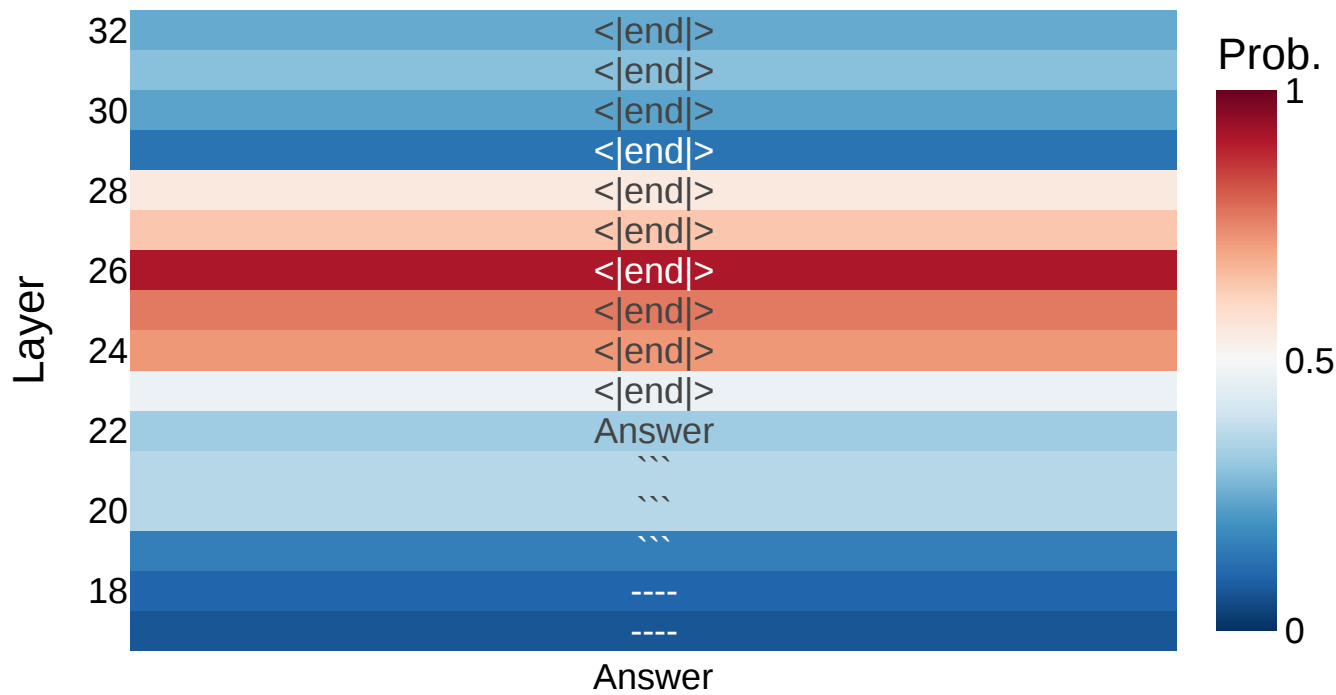 32 <|end|>
<|end|>
30 <|end|>
<|end|>
28 <|end|>
<|end|>
26 <|end|>
<|end|>
24 <|end|>
<|end|>
22 Answer
```
20 ```
```
18 ----
----
Answer
Layer
Prob.
1
0.5
0